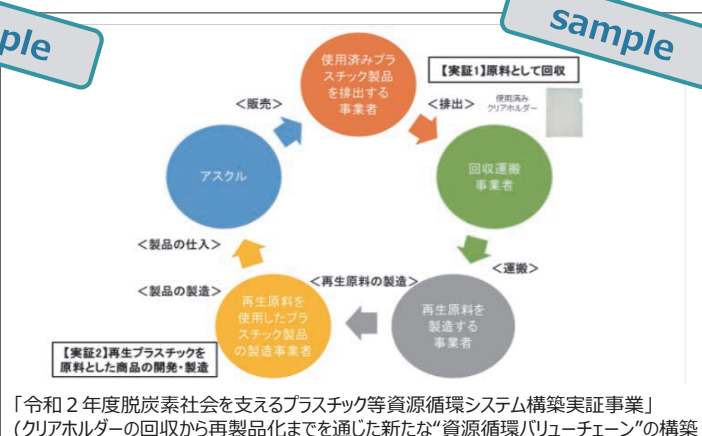 ple
sample
使用済みプラ
スチック製品
を排出する
事業者
【実証1】原料として回収
<販売>
<排出>
使用済み
クリアホルダー
アスクル
回収運搬
事業者
<製品の仕入>
<運搬>
<製品の製造>
<再生原料の製造>
再生原料を
使用したプラ
スチック製品
の製造事業者
再生原料を
製造する
事業者
【実証2】再生プラスチックを
原料とした商品の開発・製造
「令和２年度脱炭素社会を支えるプラスチック等資源循環システム構築実証事業」
(クリアホルダーの回収から再製品化までを通じた新たな“資源循環バリューチェーン”の構築